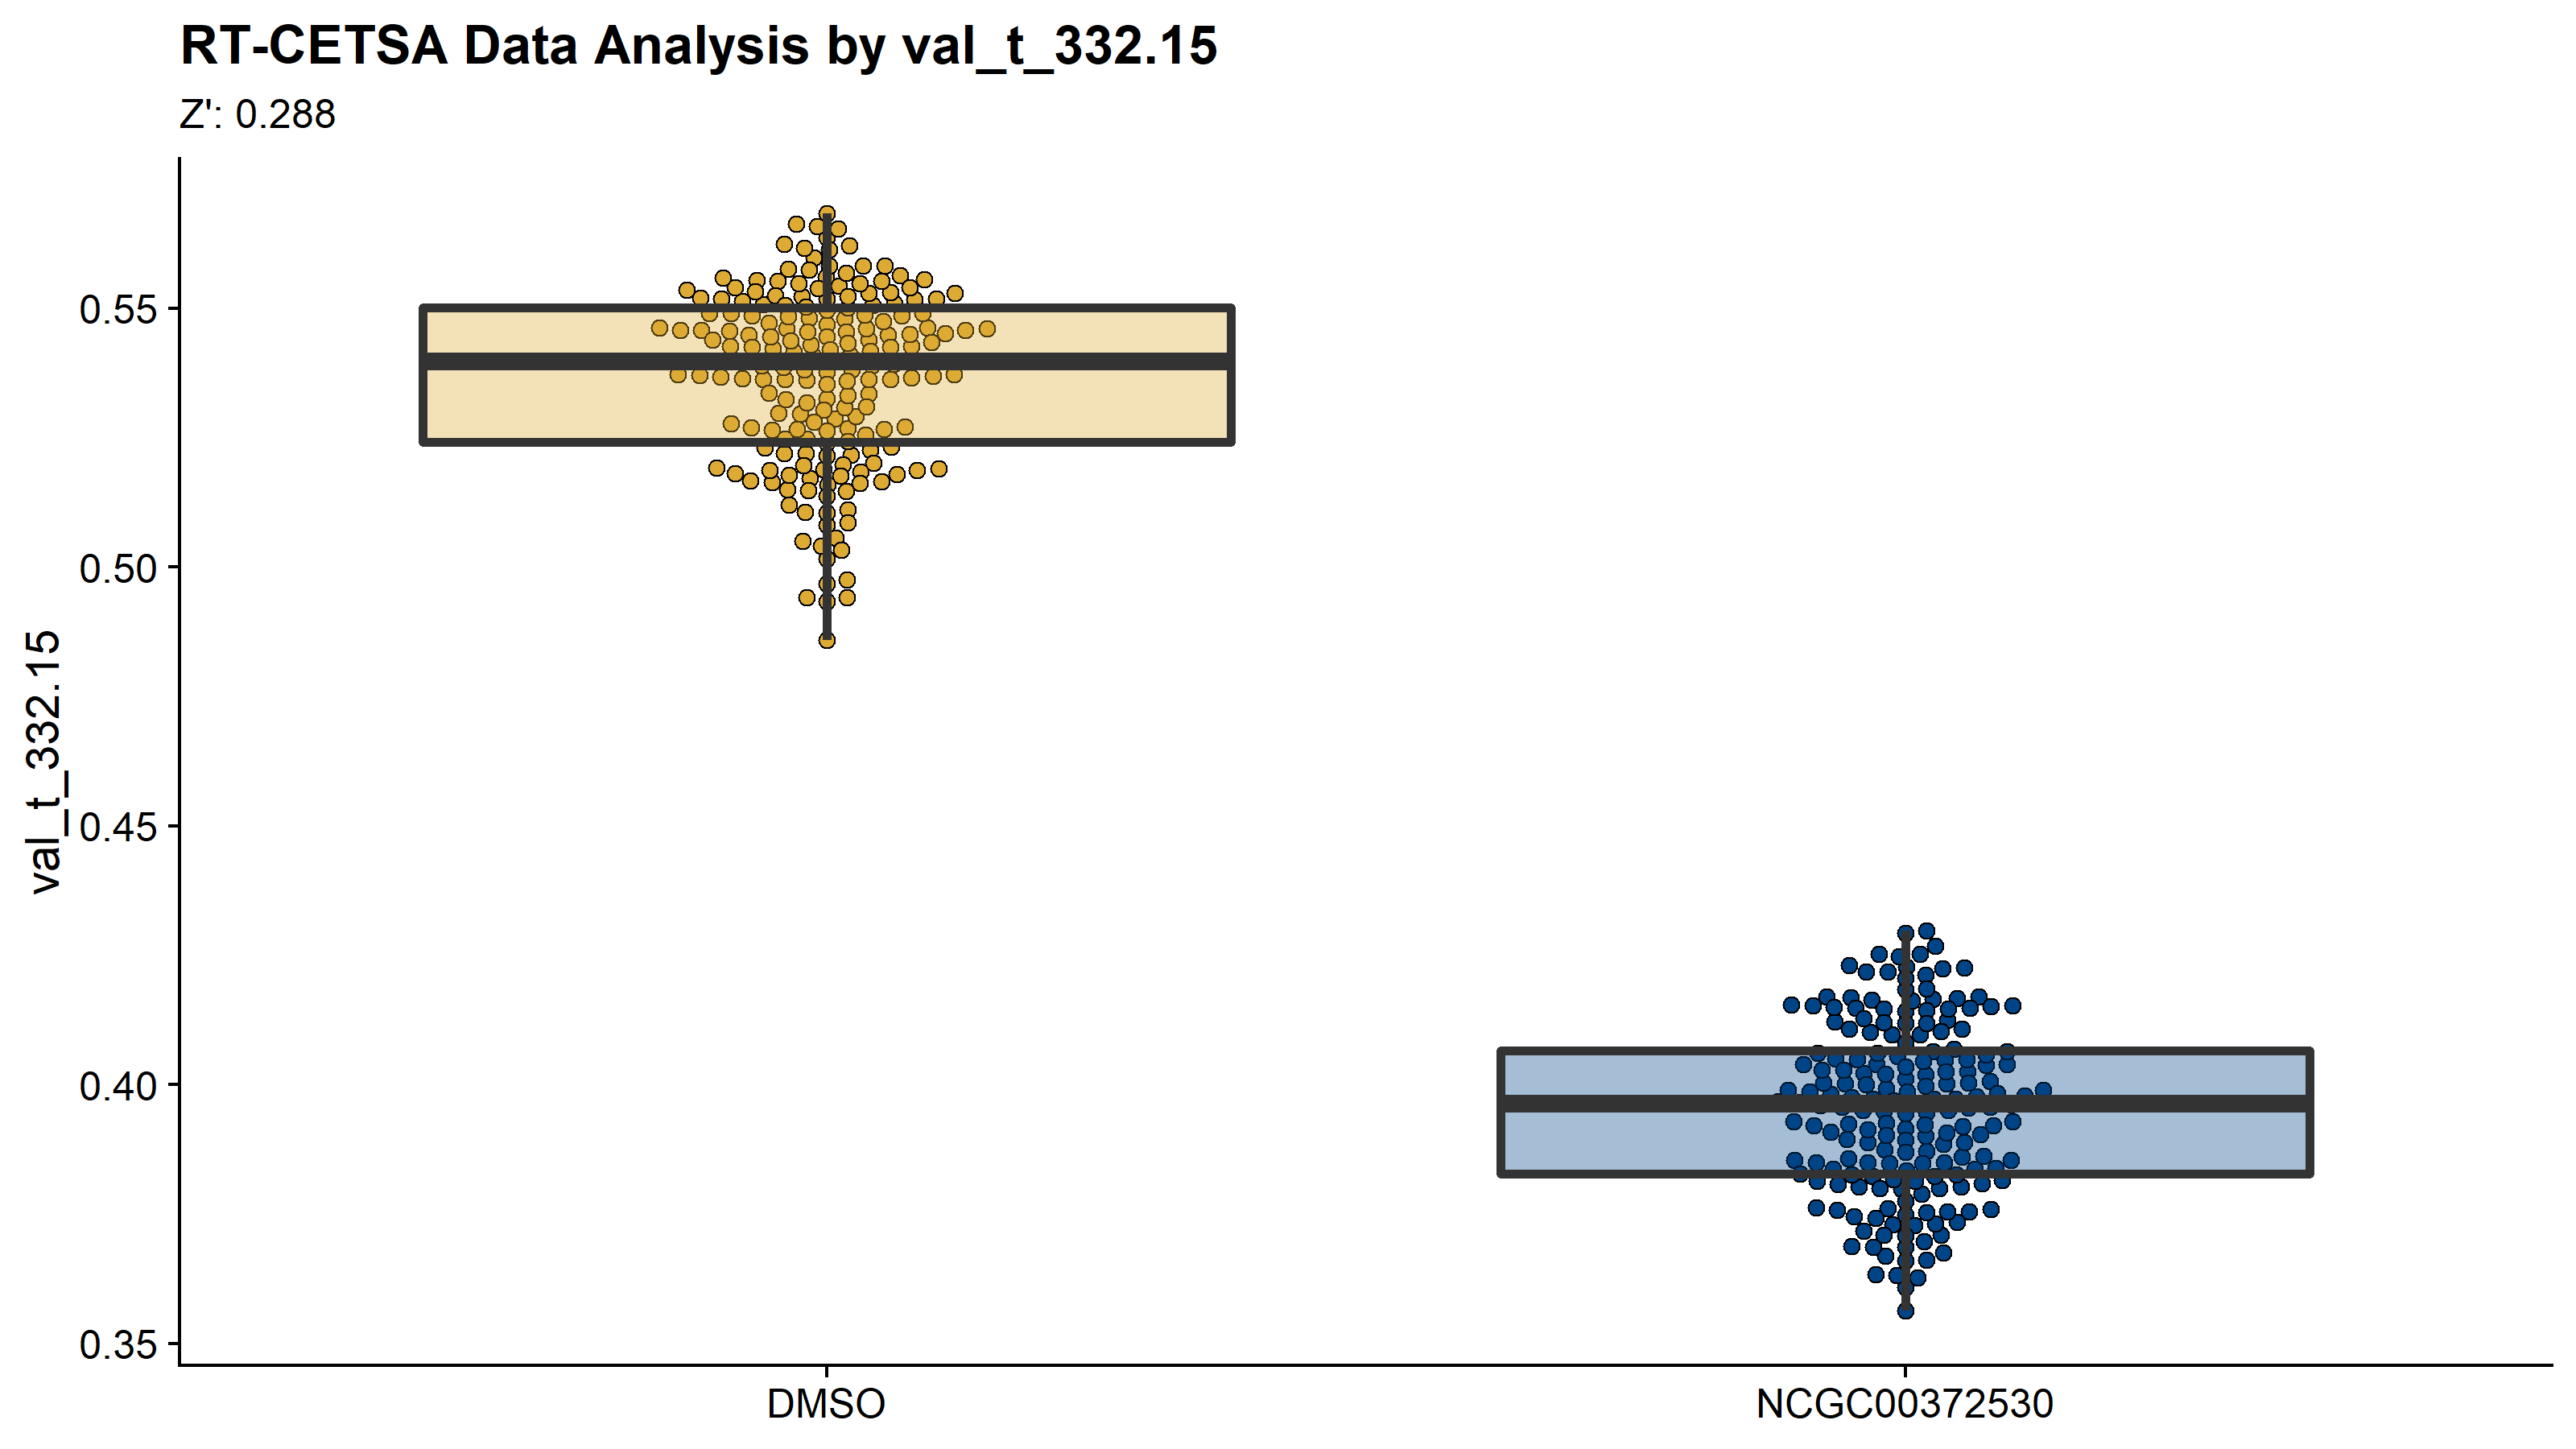 RT-CETSA Data Analysis by val_t_332.15
Z': 0.288
val_t_332.15
0.55
0.50
0.45
0.40
0.35
DMSO
NCGC00372530